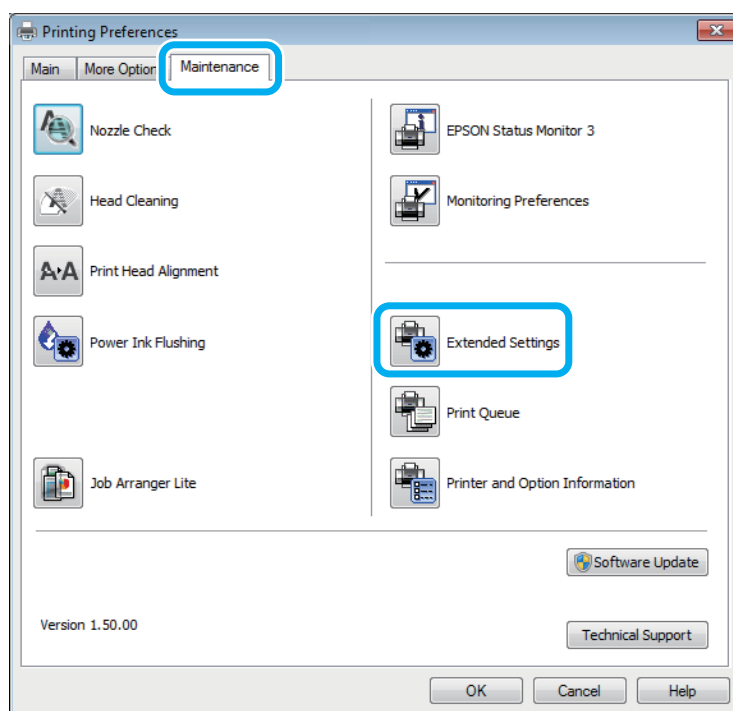 Printing Preferences
Main
More Option
Maintenance
Nozzle Check
EPSON Status Monitor 3
Head Cleaning
Monitoring Preferences
A·A Print Head Alignment
Power Ink Flushing
Extended Settings
Print Queue
Job Arranger Lite
Printer and Option Information
Software Update
Version 1.50.00
Technical Support
OK
Cancel
Help